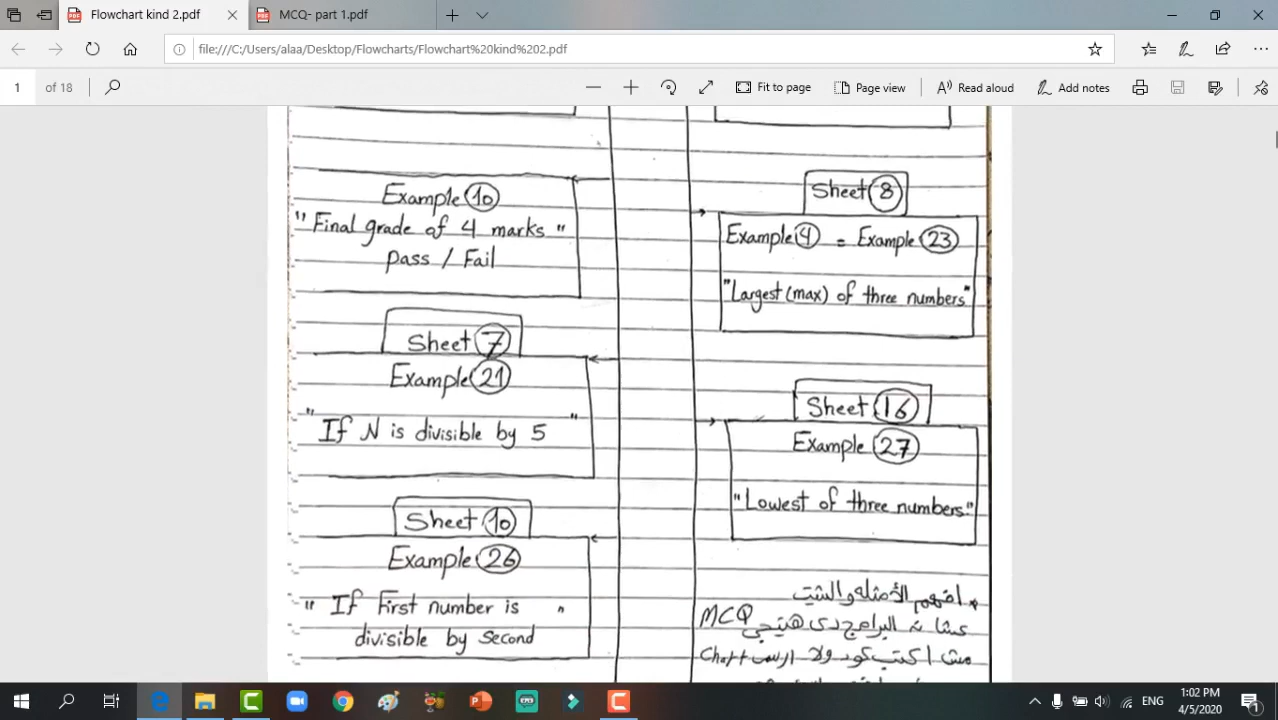 Flowchart kind 2.pdf
MCQ- part 1.pdf
file:///C:/Users/alaa/Desktop/Flowcharts/Flowchart%20kind%202.pdf
1 of 18
Fit to page
Page view
Read aloud
Add notes
Example 10
"Final grade of 4 marks"
pass / Fail
Sheet 7
Example 21
"If N is divisible by 5"
Sheet 10
Example 26
"If First number is "
divisible by Second
Sheet 8
Example 4 = Example 23
"Largest (max) of three numbers"
Sheet 16
Example 27
"Lowest of three numbers."
افهم الأمثله والشيت
عشان البرامج دى هتيجى MCQ
مش اكتب كود ولا ارسم Chart
ENG
1:02 PM
4/5/2020